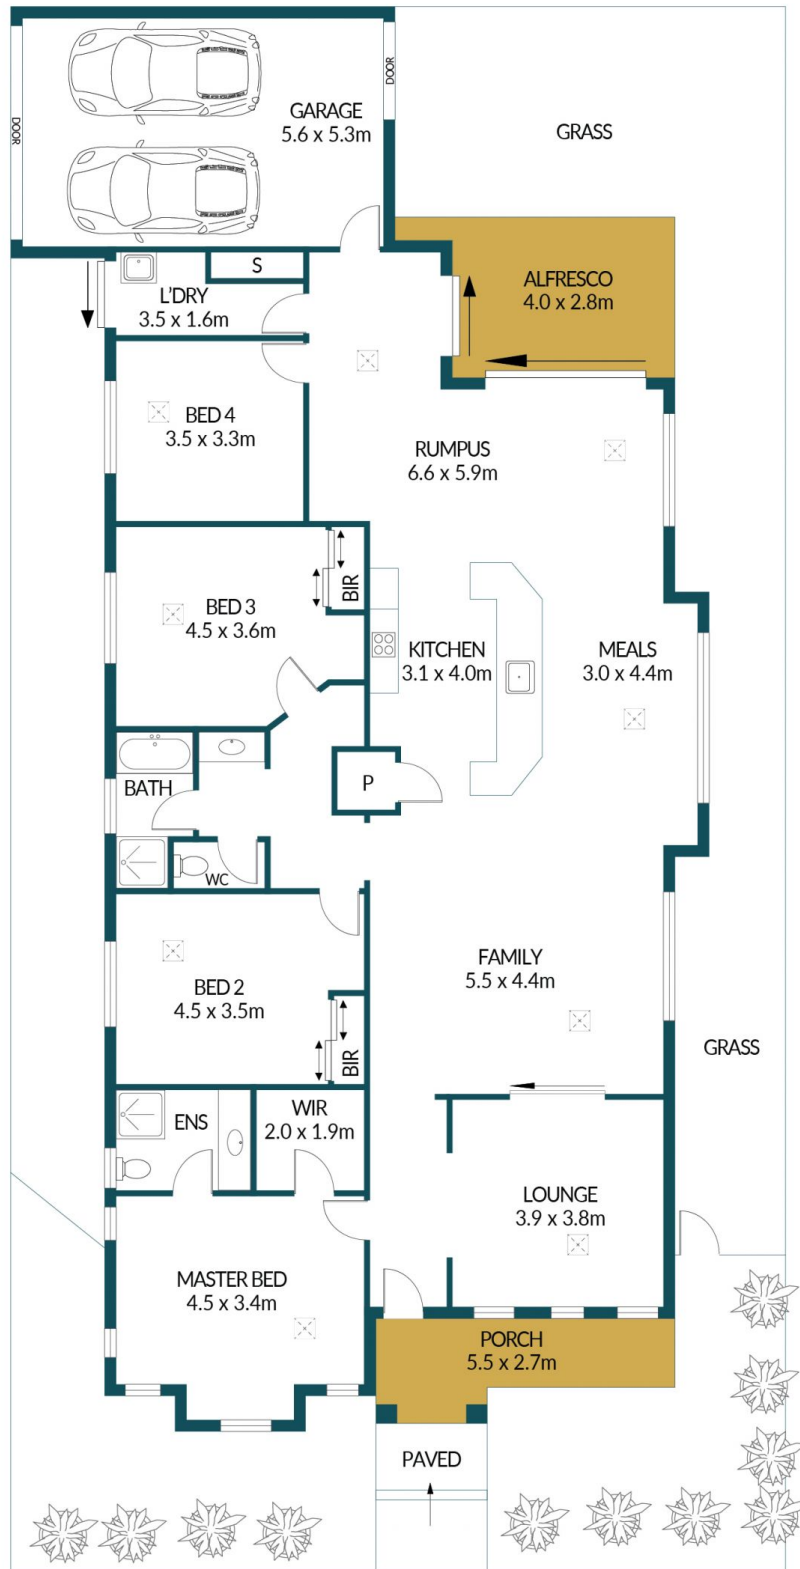 DOOR
DOOR
GARAGE
5.6 x 5.3m
GRASS
S
L'DRY
3.5 x 1.6m
ALFRESCO
4.0 x 2.8m
BED 4
3.5 x 3.3m
RUMPUS
6.6 x 5.9m
BIR
BED 3
4.5 x 3.6m
KITCHEN
3.1 x 4.0m
MEALS
3.0 x 4.4m
BATH
P
WC
FAMILY
5.5 x 4.4m
BED 2
4.5 x 3.5m
BIR
GRASS
ENS
WIR
2.0 x 1.9m
LOUNGE
3.9 x 3.8m
MASTER BED
4.5 x 3.4m
PORCH
5.5 x 2.7m
PAVED